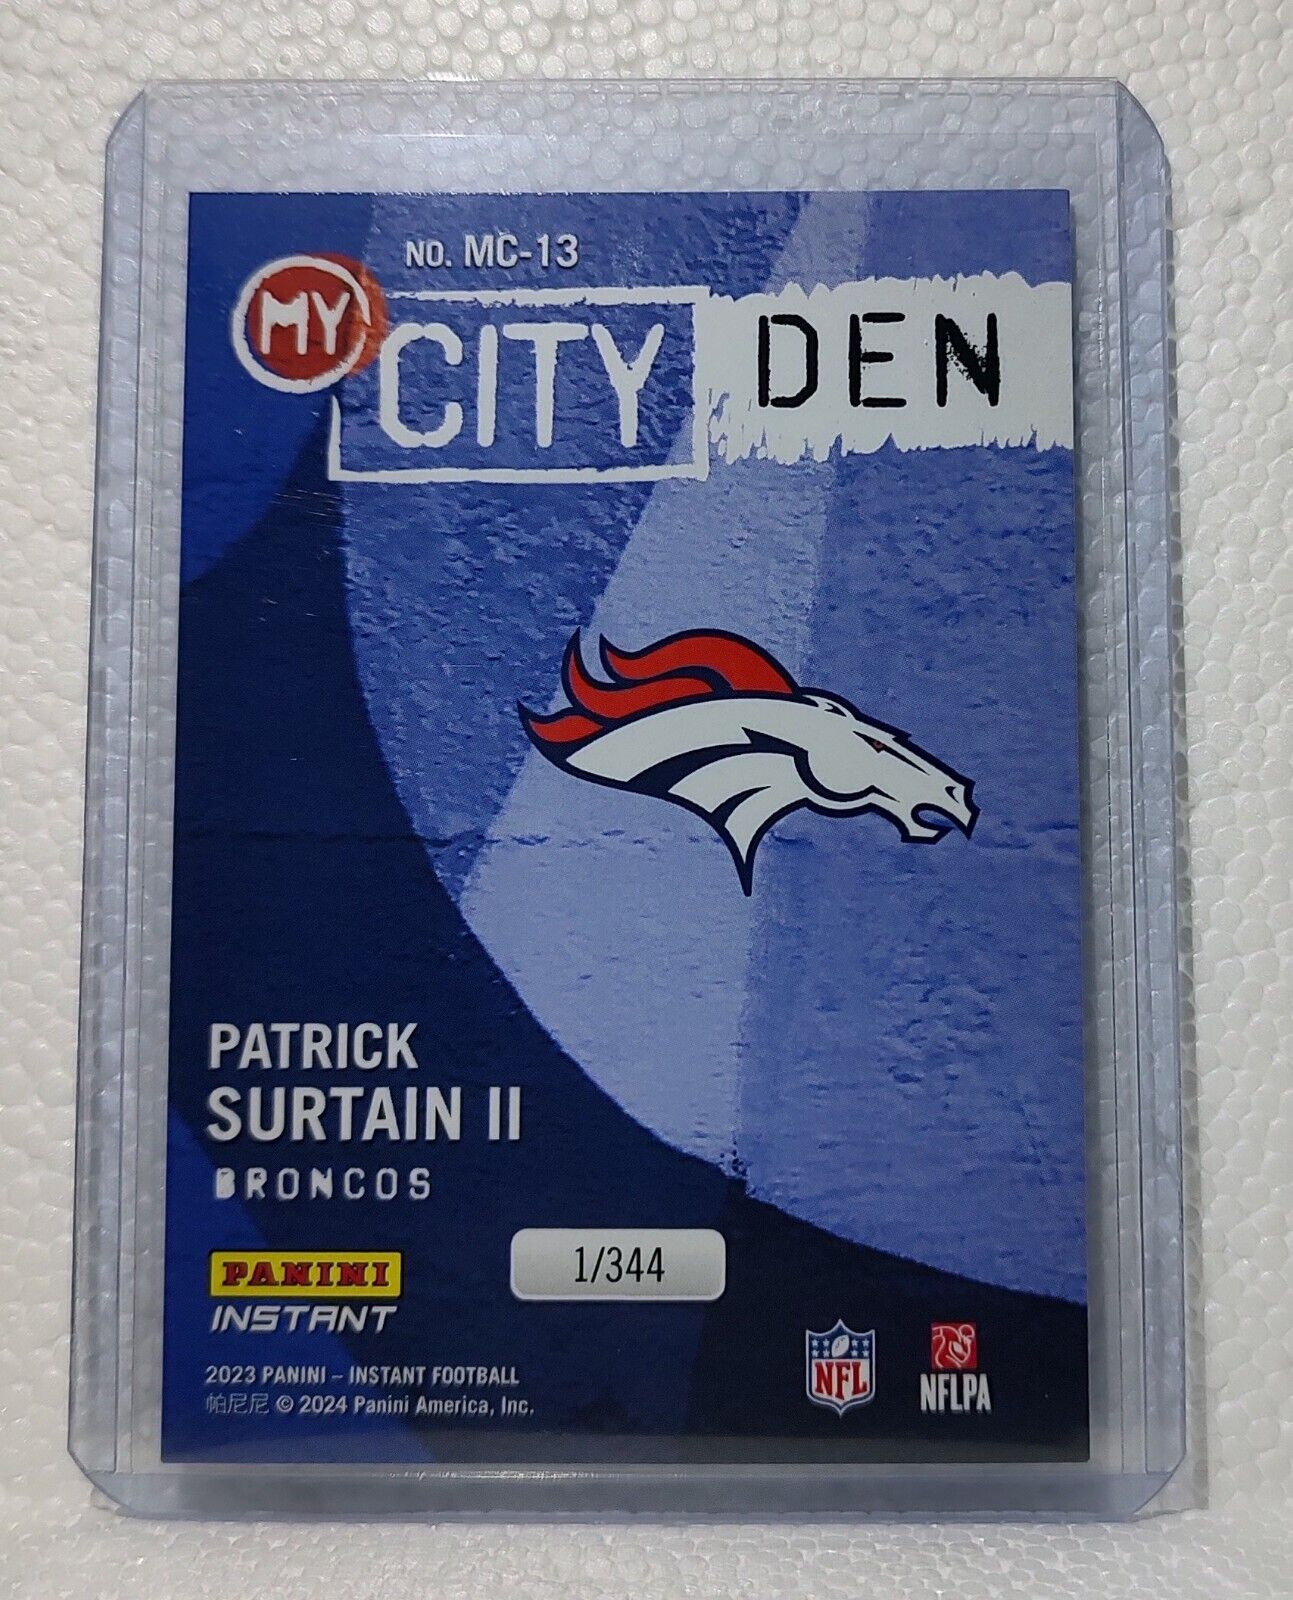 NO. MC-13
MY CITY DEN
PATRICK
SURTAIN II
BRONCOS
PANINI
INSTANT
1/344
2023 PANINI – INSTANT FOOTBALL
帕尼尼 © 2024 Panini America, Inc.
NFL
NFLPA